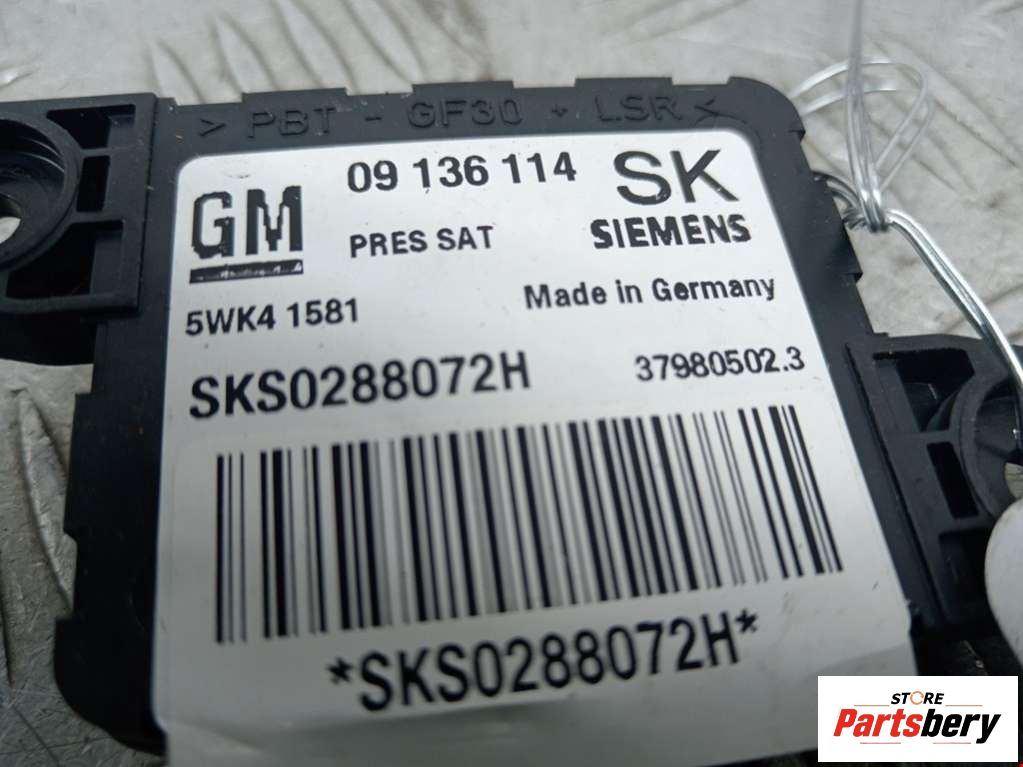 > PBT - GF30 + LSR <
GM 09 136 114 SK
PRES SAT SIEMENS
5WK4 1581 Made in Germany
SKS0288072H 37980502.3
*SKS0288072H*
STORE
Partsbery